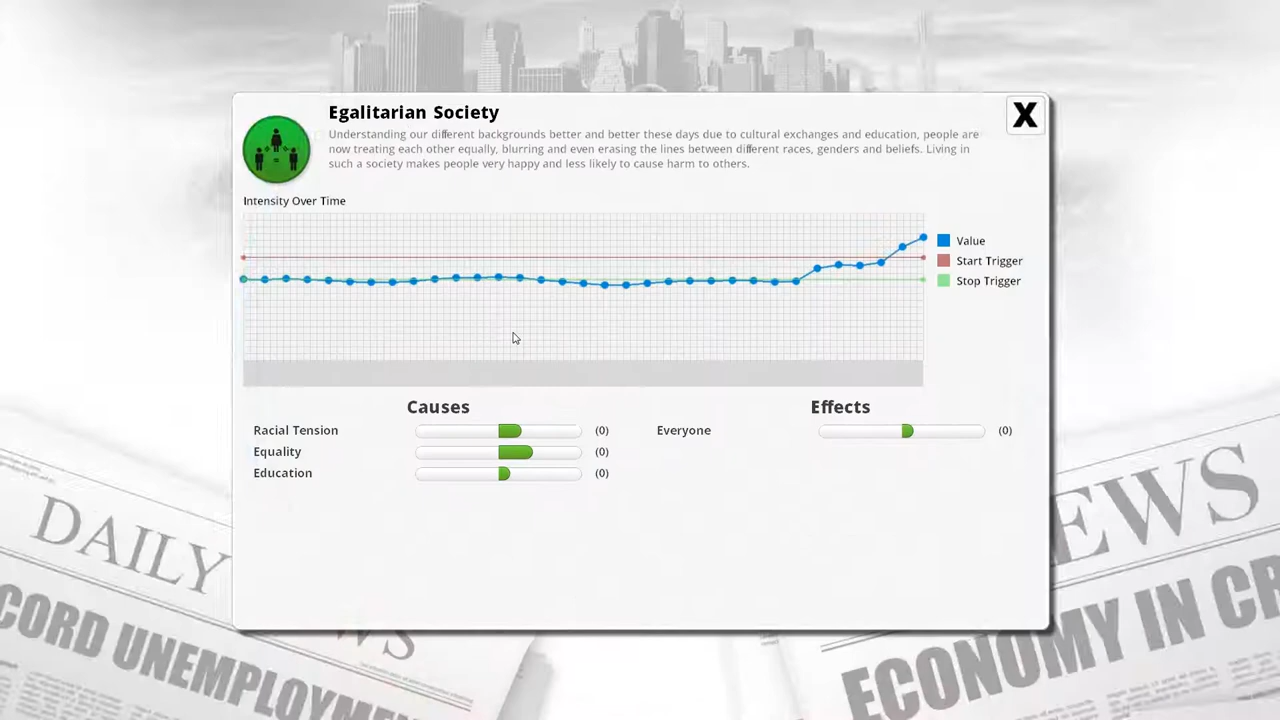 Egalitarian Society
X
Understanding our different backgrounds better and better these days due to cultural exchanges and education, people are
now treating each other equally, blurring and even erasing the lines between different races, genders and beliefs. Living in
such a society makes people very happy and less likely to cause harm to others.
Intensity Over Time
Value
Start Trigger
Stop Trigger
Causes
Racial Tension (0)
Equality (0)
Education (0)
Effects
Everyone (0)
DAILY
NEWS
CORD UNEMPLOYMEN
EWS
ECONOMY IN CR